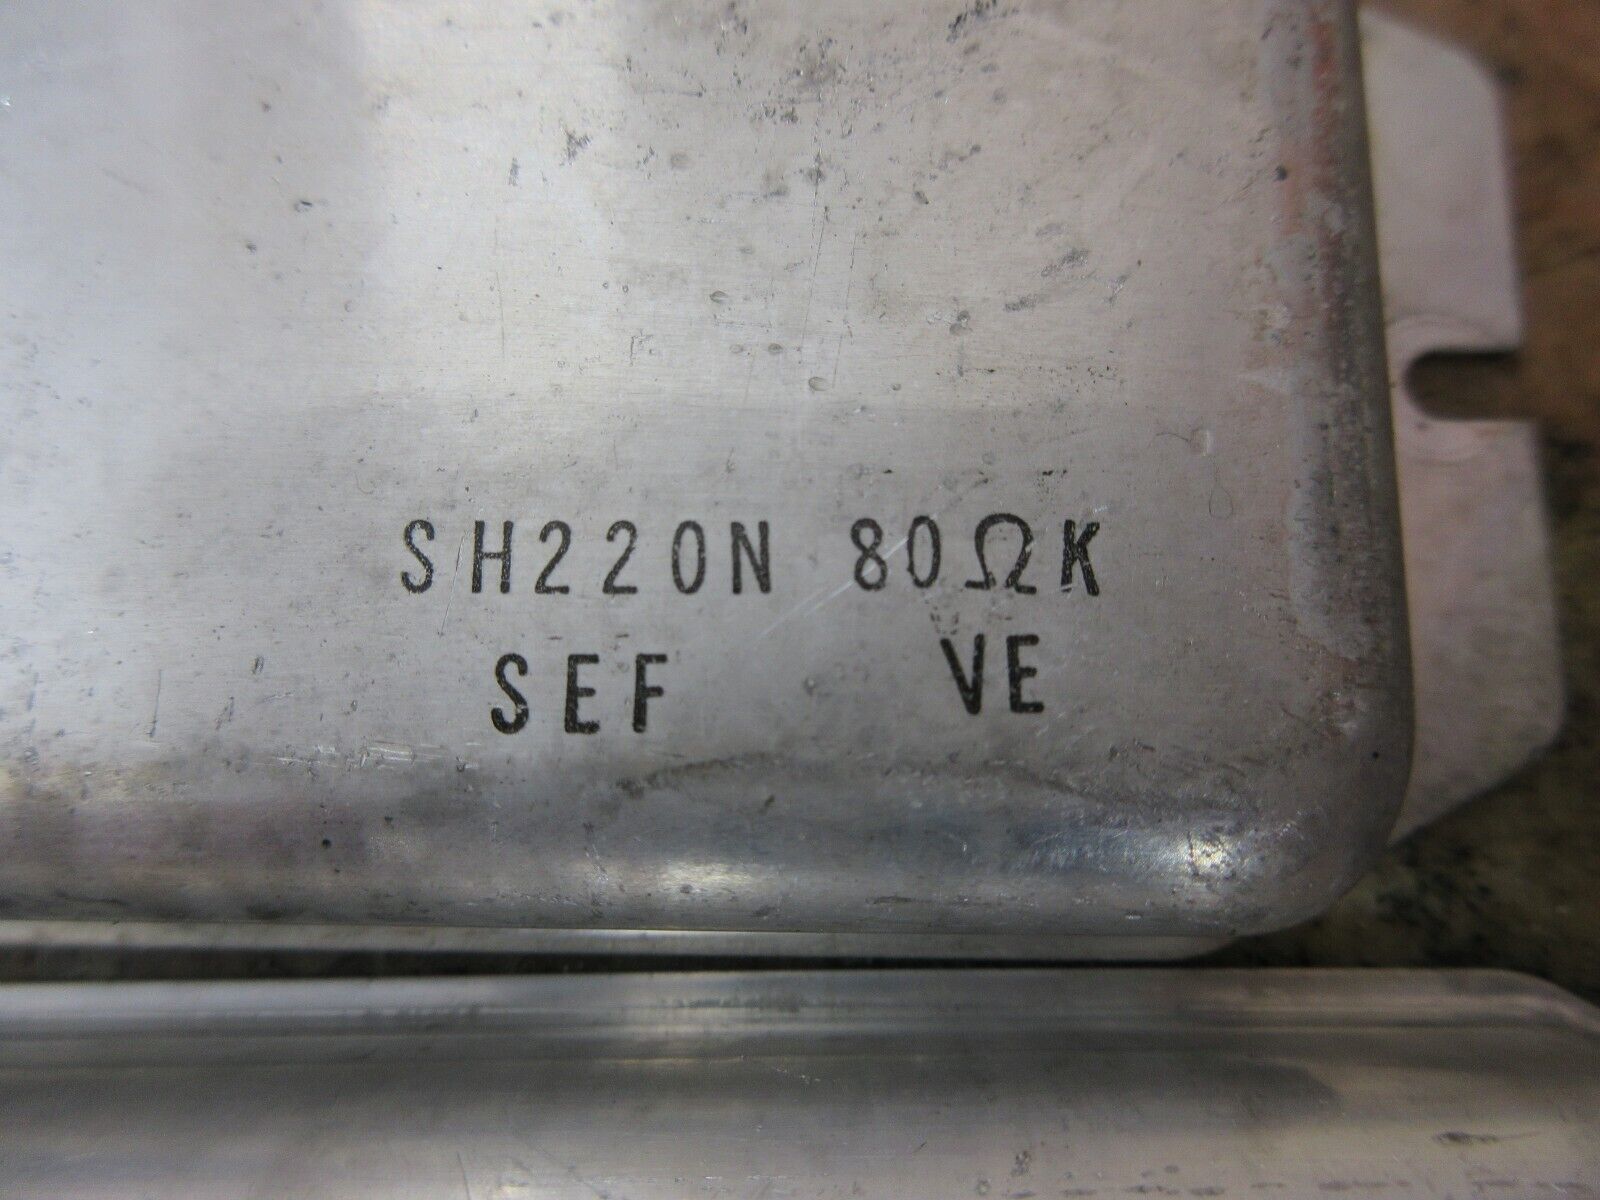 SH220N 80ΩK
SEF VE